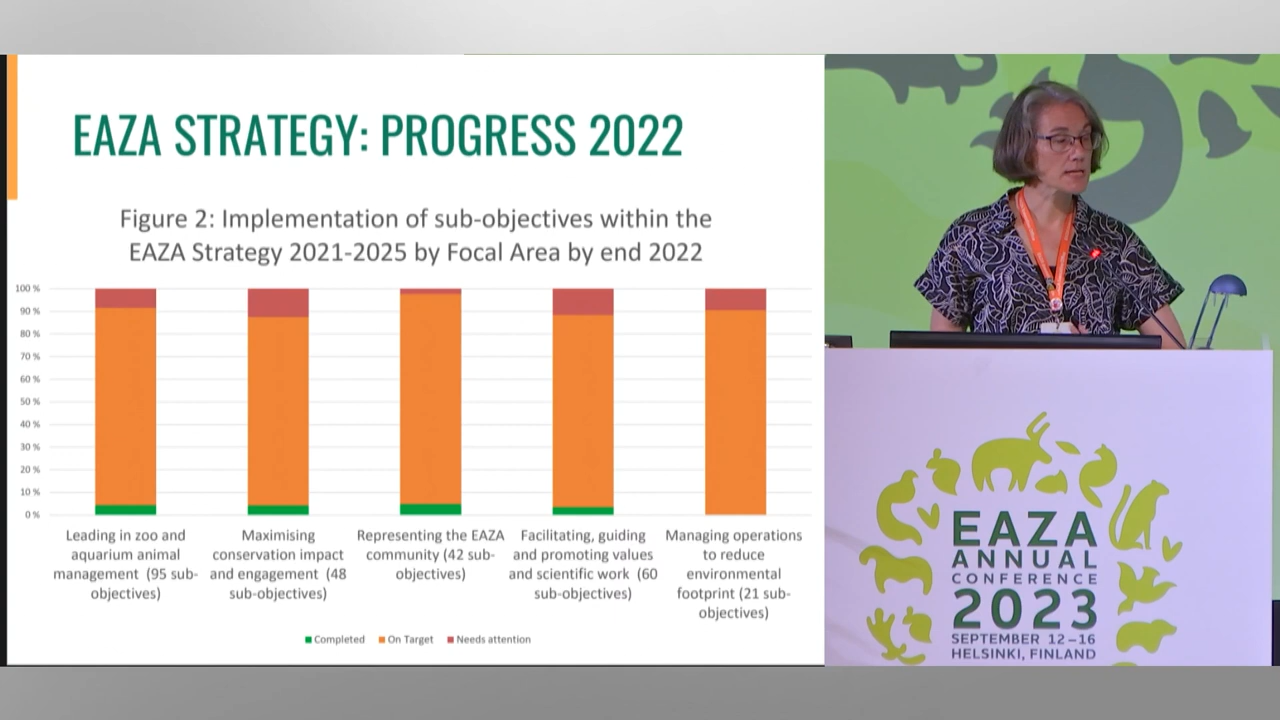 EAZA STRATEGY: PROGRESS 2022
Figure 2: Implementation of sub-objectives within the
EAZA Strategy 2021-2025 by Focal Area by end 2022
100 %
90 %
80 %
70 %
60 %
50 %
40 %
30 %
20 %
10 %
0 %
Leading in zoo and
aquarium animal
management (95 sub-
objectives)
Maximising
conservation impact
and engagement (48
sub-objectives)
Representing the EAZA
community (42 sub-
objectives)
Facilitating, guiding
and promoting values
and scientific work (60
sub-objectives)
Managing operations
to reduce
environmental
footprint (21 sub-
objectives)
Completed
On Target
Needs attention
EAZA
ANNUAL
CONFERENCE
2023
SEPTEMBER 12–16
HELSINKI, FINLAND